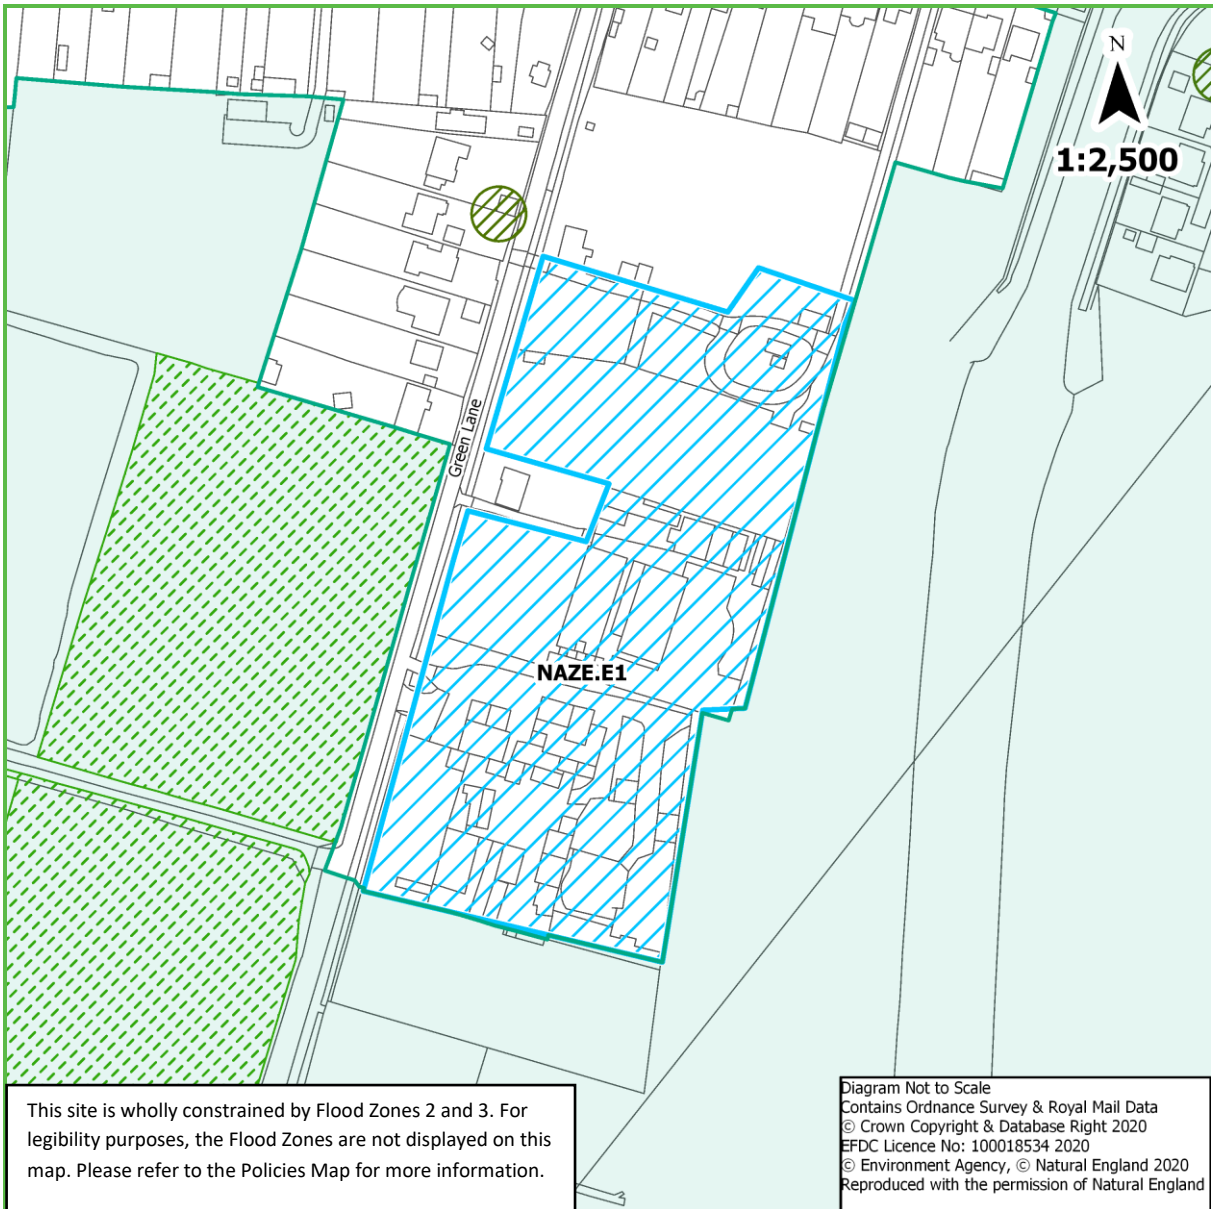 N
1:2,500
Green Lane
NAZE.E1
This site is wholly constrained by Flood Zones 2 and 3. For
legibility purposes, the Flood Zones are not displayed on this
map. Please refer to the Policies Map for more information.
Diagram Not to Scale
Contains Ordnance Survey & Royal Mail Data
© Crown Copyright & Database Right 2020
EFDC Licence No: 100018534 2020
© Environment Agency, © Natural England 2020
Reproduced with the permission of Natural England